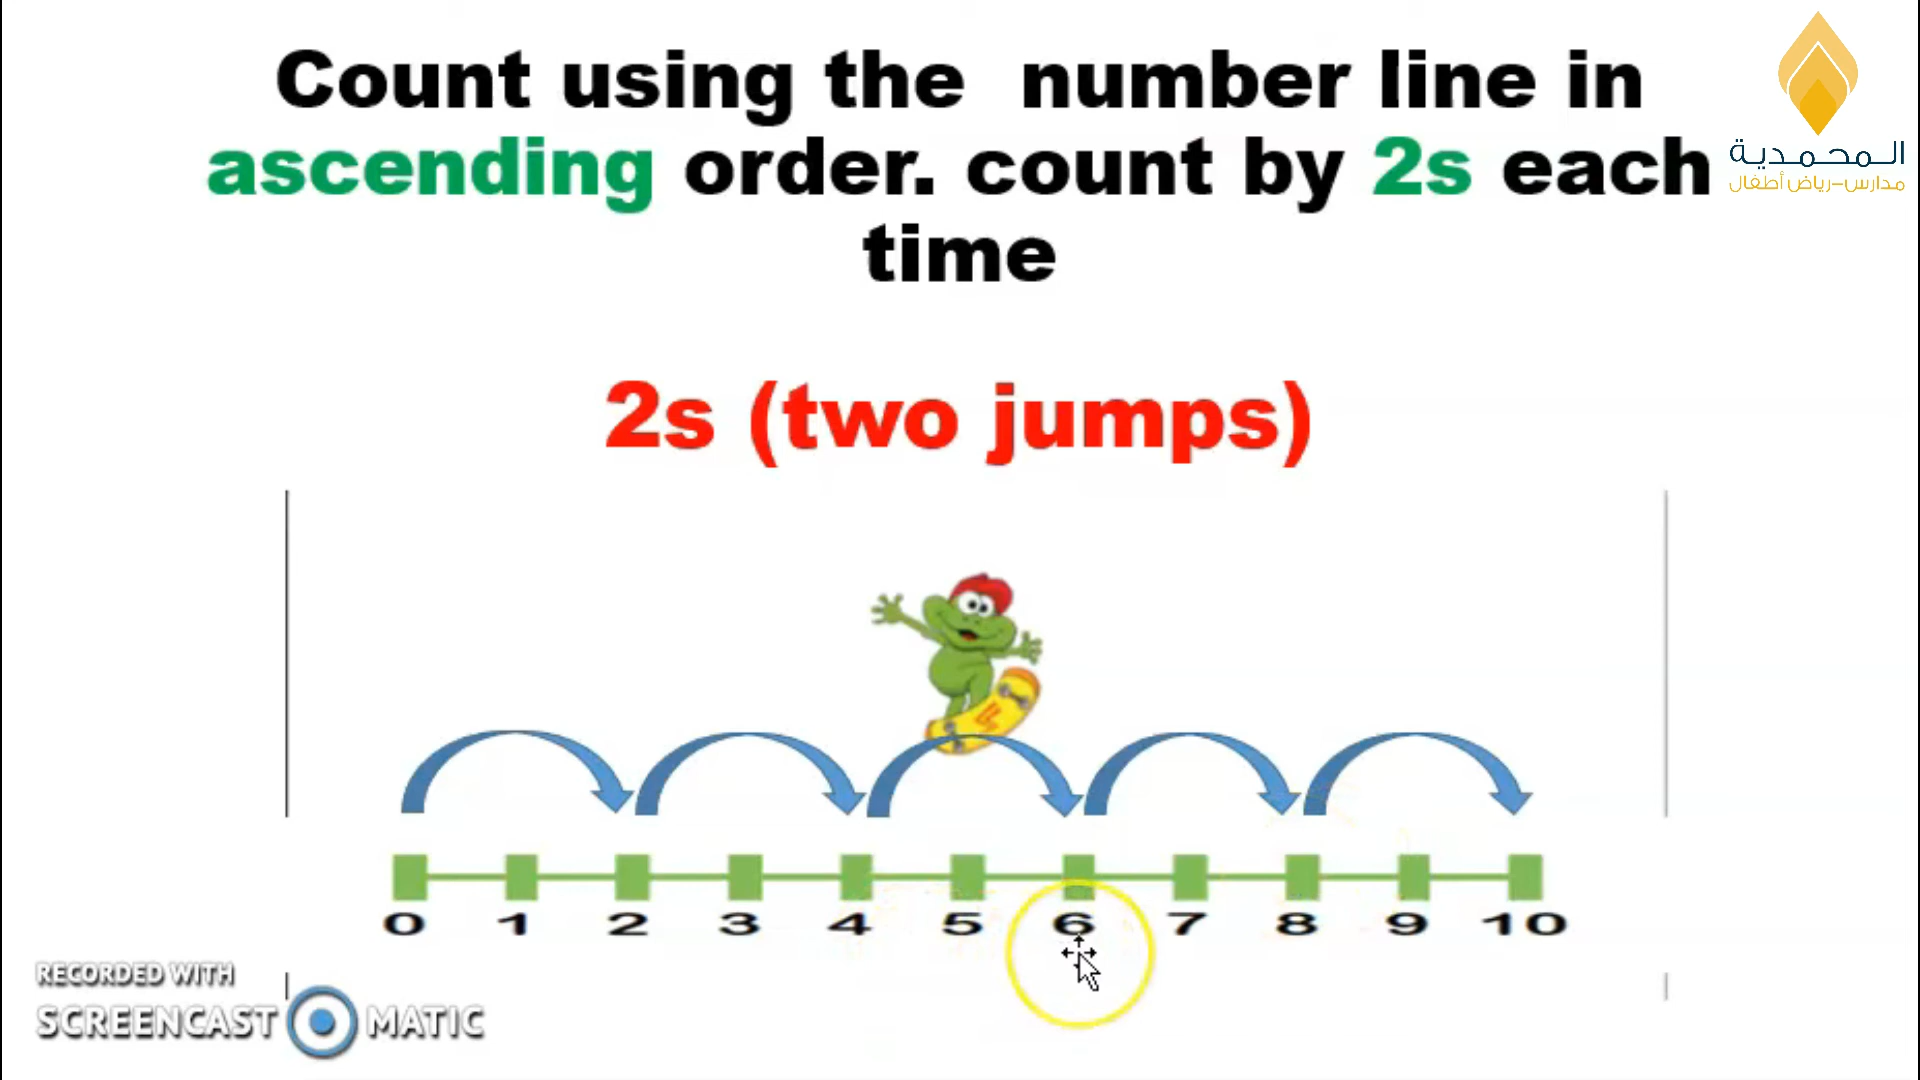 Count using the number line in
ascending order. count by 2s each
time
المحمدية
مدارس-رياض أطفال
2s (two jumps)
0 1 2 3 4 5 6 7 8 9 10
RECORDED WITH
SCREENCAST MATIC